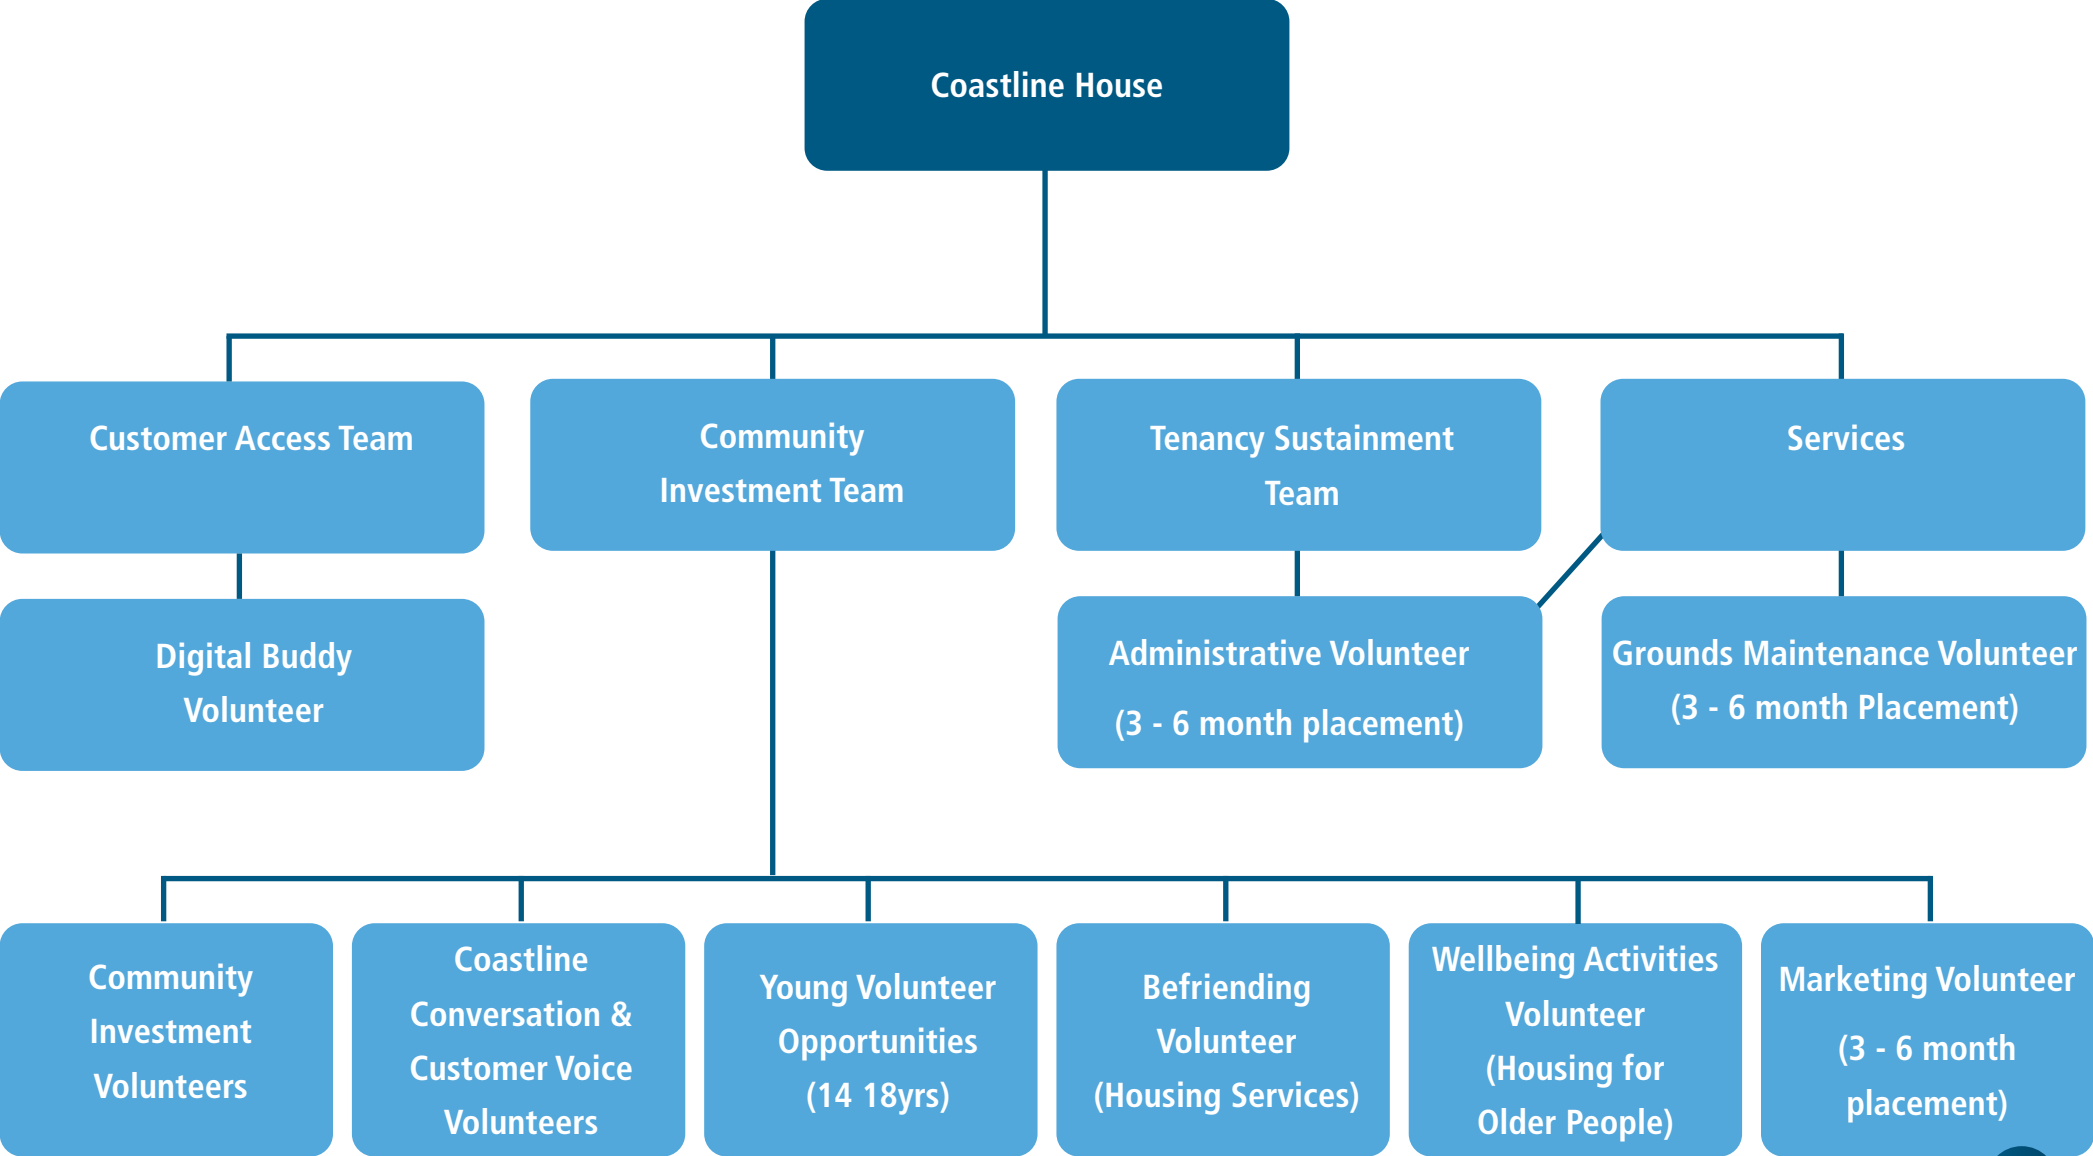 Coastline House
Customer Access Team
Community
Investment Team
Tenancy Sustainment
Team
Services
Digital Buddy
Volunteer
Administrative Volunteer
(3 - 6 month placement)
Grounds Maintenance Volunteer
(3 - 6 month Placement)
Community
Investment
Volunteers
Coastline
Conversation &
Customer Voice
Volunteers
Young Volunteer
Opportunities
(14 18yrs)
Befriending
Volunteer
(Housing Services)
Wellbeing Activities
Volunteer
(Housing for
Older People)
Marketing Volunteer
(3 - 6 month
placement)